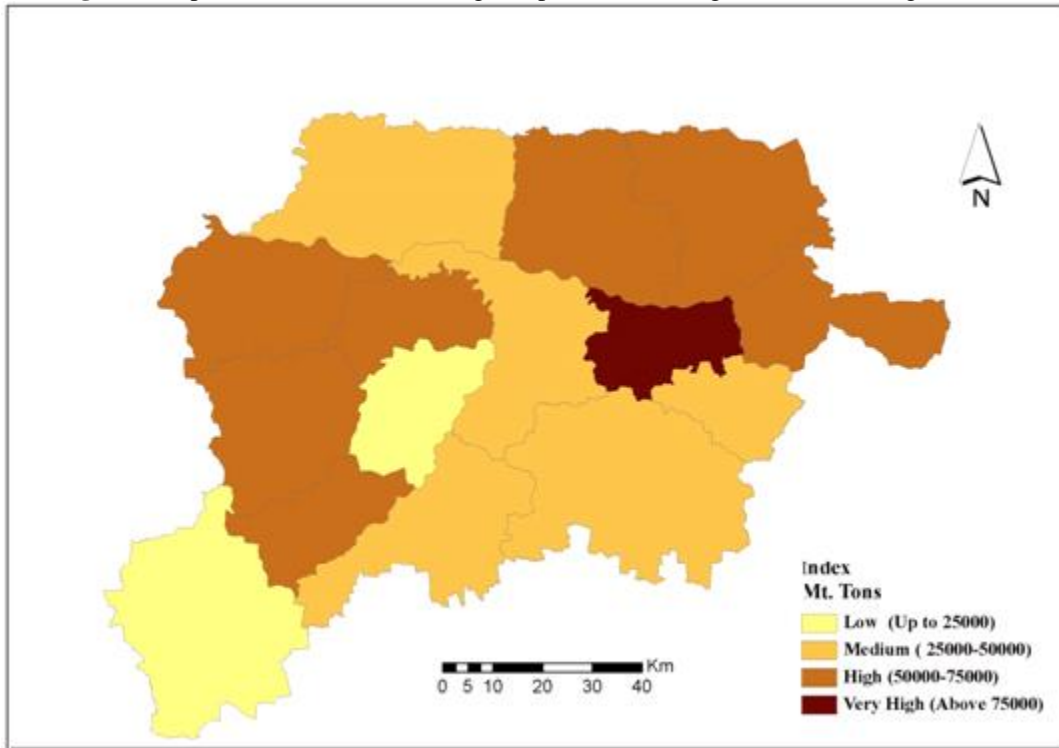 N
Index
Mt. Tons
Low (Up to 25000)
Medium ( 25000-50000)
High (50000-75000)
Very High (Above 75000)
Km
0 5 10 20 30 40